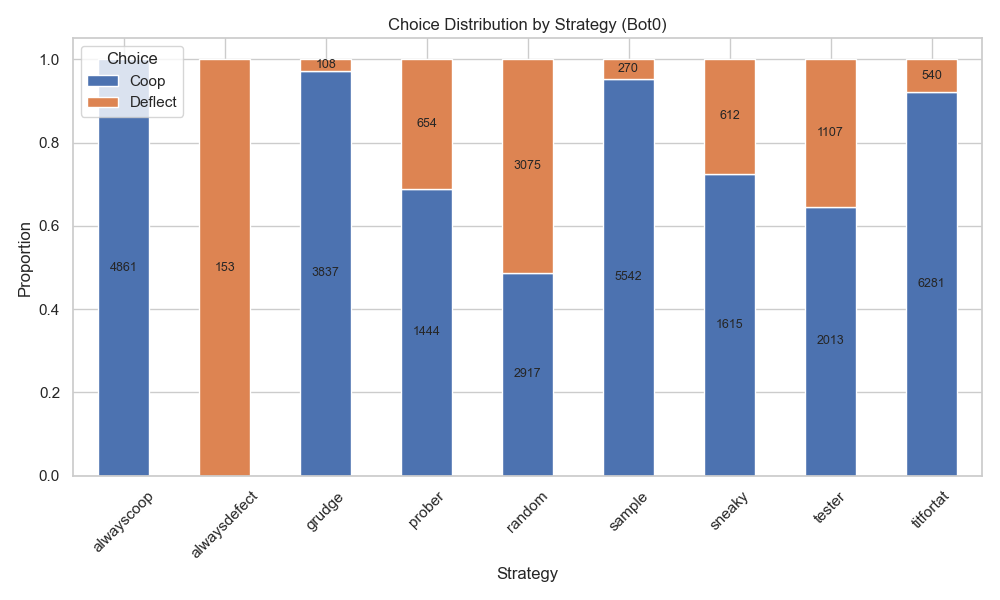 Choice Distribution by Strategy (Bot0)
Choice
Coop
Deflect
Proportion
1.0
0.8
0.6
0.4
0.2
0.0
4861
153
108
3837
654
1444
3075
2917
270
5542
612
1615
1107
2013
540
6281
alwayscoop
alwaysdefect
grudge
prober
random
sample
sneaky
tester
titfortat
Strategy